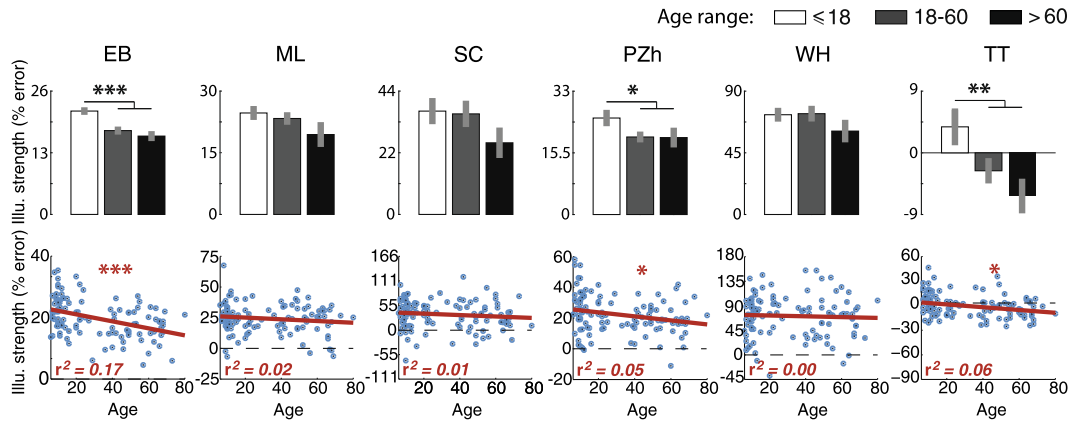 Age range: ≤18 18-60 >60
EB ML SC PZh WH TT
Illu. strength (% error)
26 13 0
***
30 15 0
44 22 0
33 15.5 0
*
90 45 0
9 0 -9
**
Illu. strength (% error)
40 20 0
***
r² = 0.17
75 50 25 0 -25
r² = 0.02
166 111 55 0 -55 -111
r² = 0.01
60 40 20 0 -20
*
r² = 0.05
180 135 90 45 0 -45
r² = 0.00
60 30 0 −30 −60 −90
*
r² = 0.06
20 40 60 80 20 40 60 80 20 40 60 80 20 40 60 80 20 40 60 80 20 40 60 80
Age Age Age Age Age Age